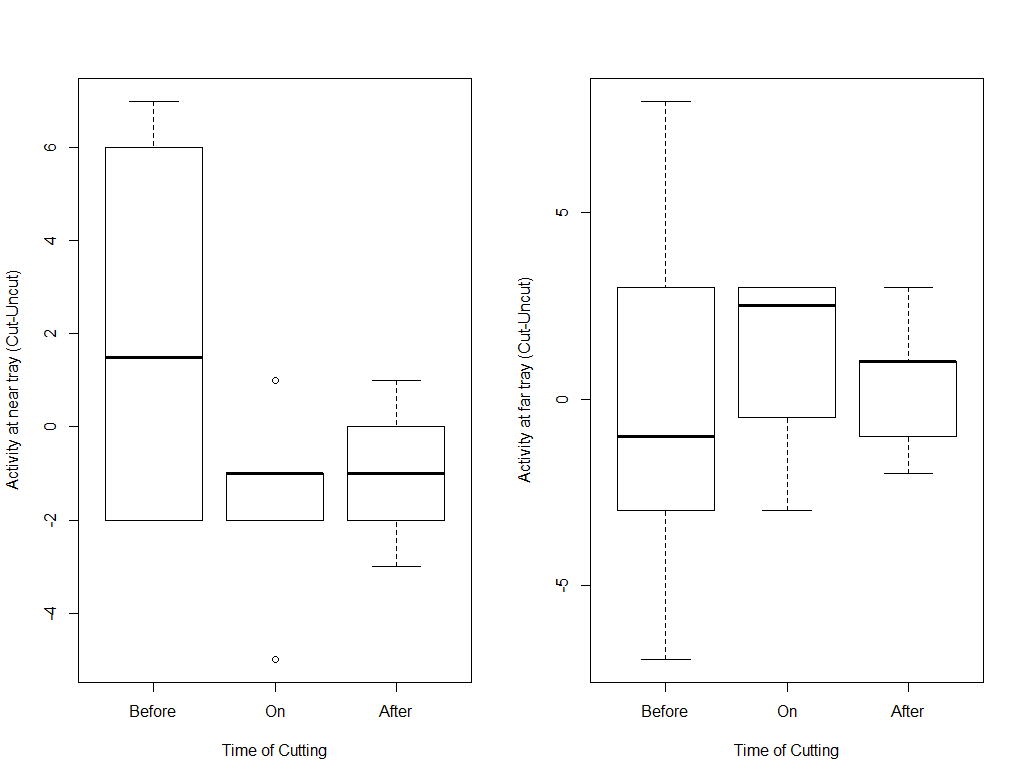 Activity at near tray (Cut-Uncut)
6
4
2
0
-2
-4
Before On After
Time of Cutting
Activity at far tray (Cut-Uncut)
5
0
-5
Before On After
Time of Cutting